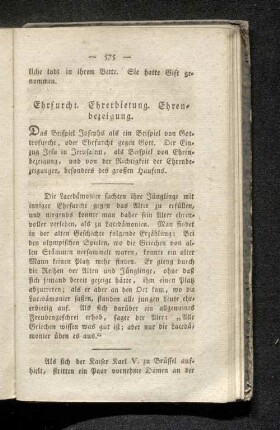 — 575 —
liche todt in ihrem Bette. Sie hatte Gift ge-
nommen.
Ehrfurcht. Ehrerbietung. Ehren-
bezeigung.
Das Beispiel Josephs als ein Beispiel von Got-
tesfurcht, oder Ehrfurcht gegen Gott. Der Ein-
zug Jesu in Jerusalem, als Beispiel von Ehren-
bezeigung, und von der Nichtigkeit der Ehrenbe-
zeigungen, besonders des großen Haufens.
Die Lacedämonier suchten ihre Jünglinge mit
inniger Ehrfurcht gegen das Alter zu erfüllen,
und nirgends konnte man daher sein Alter ehren-
voller verleben, als zu Lacedämonien. Man findet
in der alten Geschichte folgende Erzählung: Bei
den olympischen Spielen, wo die Griechen von al-
len Stämmen versammelt waren, konnte ein alter
Mann keinen Platz mehr finden. Er gieng durch
die Reihen der Alten und Jünglinge, ohne daß
sich jemand bereit gezeigt hätte, ihm einen Platz
abzutreten; als er aber an den Ort kam, wo die
Lacedämonier saßen, standen alle jungen Leute ehrer-
bietig auf. Als sich darüber ein allgemeines
Freudengeschrei erhob, sagte der Alte: „Alle
Griechen wissen was gut ist; aber nur die Lacedä-
monier üben es aus.“
Als sich der Kaiser Karl V. zu Brüssel auf-
hielt, stritten ein Paar vornehme Damen an der